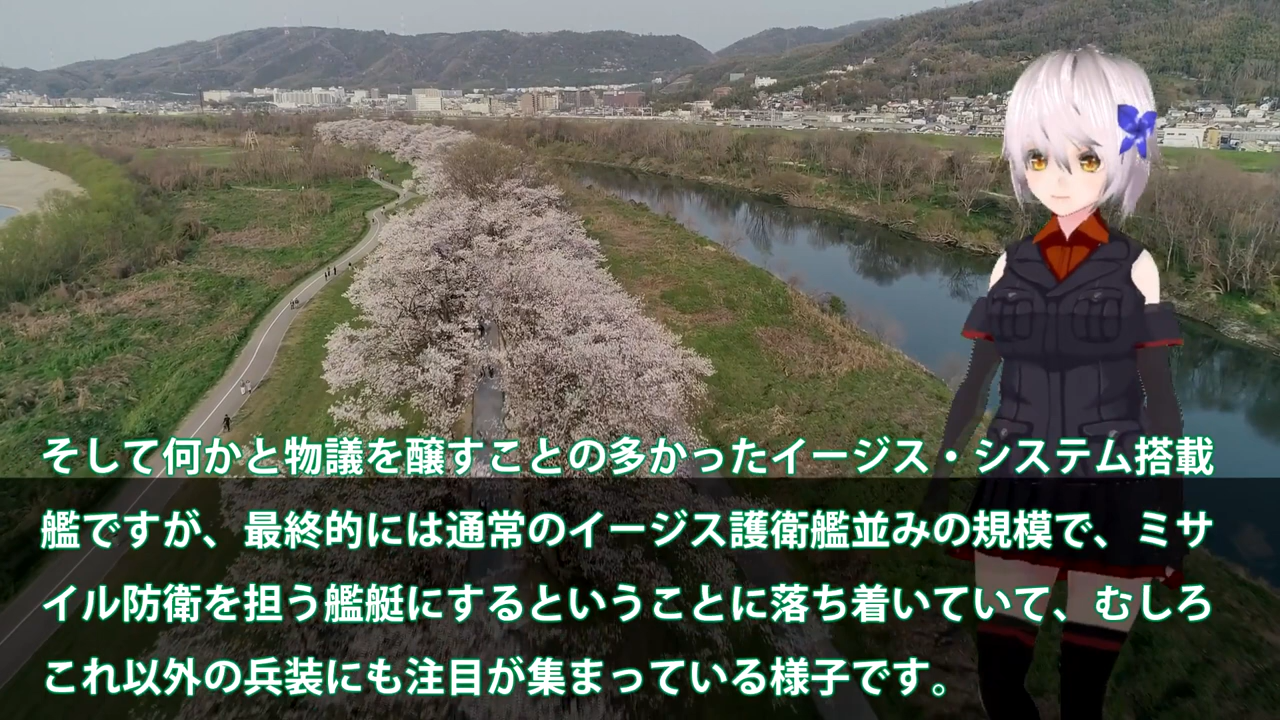 そして何かと物議を醸すことの多かったイージス・システム搭載
艦ですが、最終的には通常のイージス護衛艦並みの規模で、ミサ
イル防衛を担う艦艇にするということに落ち着いていて、むしろ
これ以外の兵装にも注目が集まっている様子です。